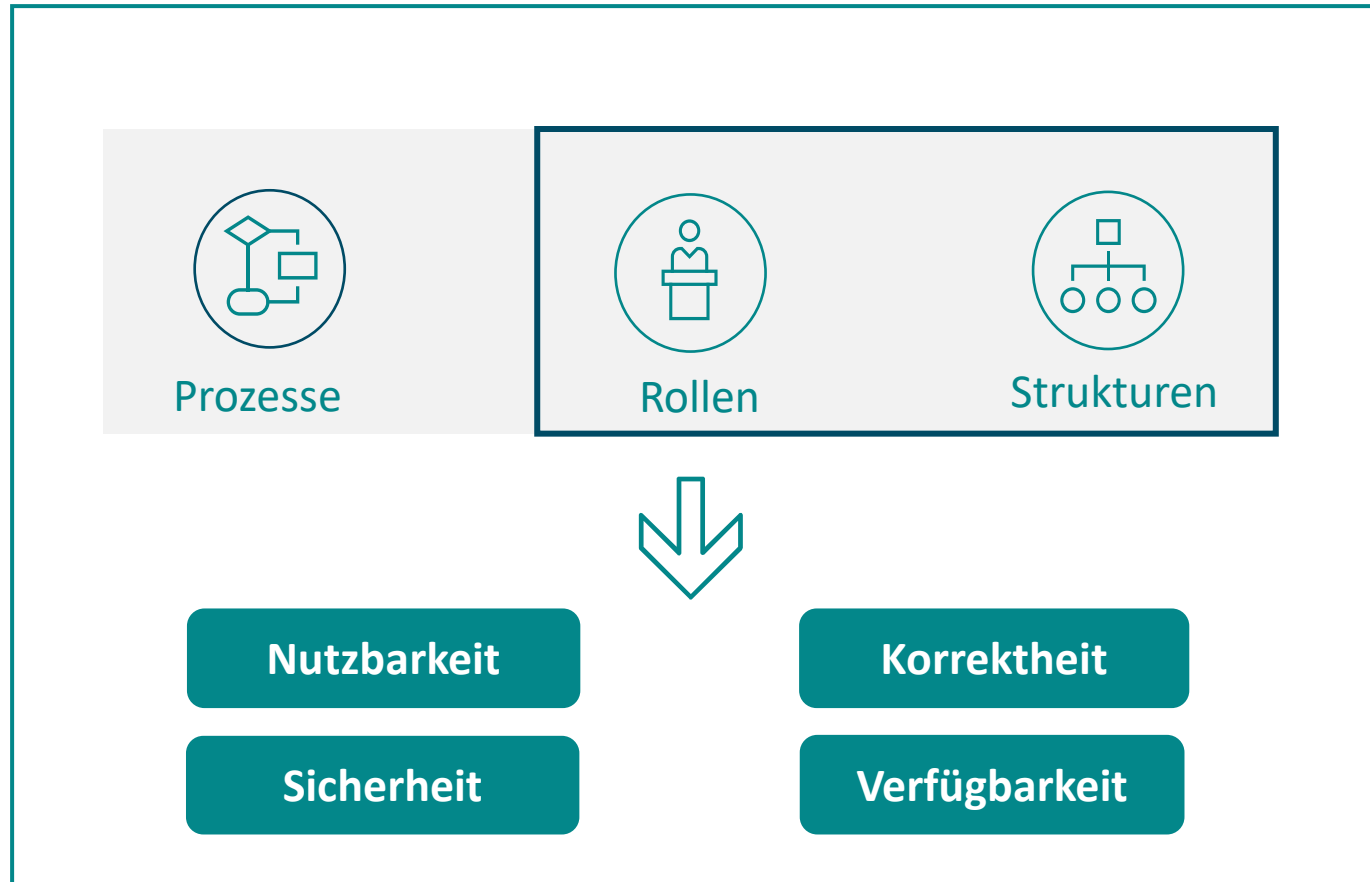 Prozesse
Rollen
Strukturen
Nutzbarkeit
Korrektheit
Sicherheit
Verfügbarkeit